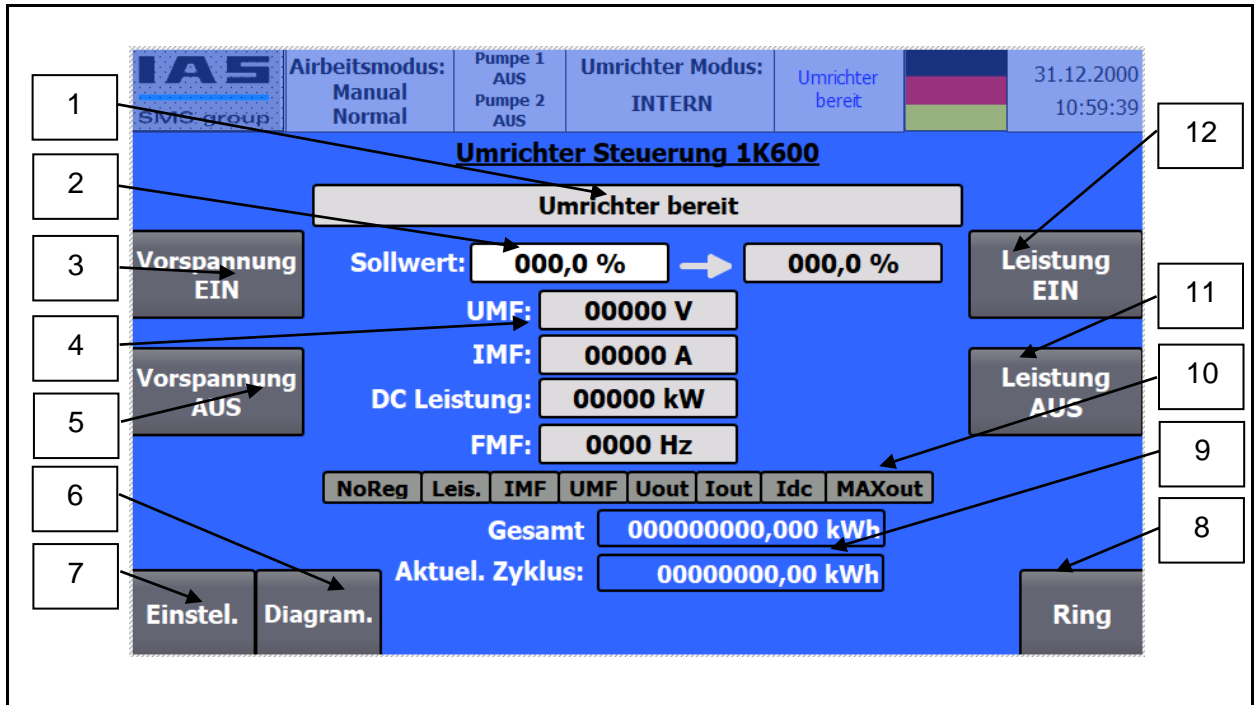 IAS
SMS group
Airbeitsmodus:
Manual
Normal
Pumpe 1
AUS
Pumpe 2
AUS
Umrichter Modus:
INTERN
Umrichter
bereit
31.12.2000
10:59:39
Umrichter Steuerung 1K600
Umrichter bereit
Vorspannung
EIN
Sollwert: 000,0 % 000,0 %
Leistung
EIN
UMF: 00000 V
IMF: 00000 A
Vorspannung
AUS
DC Leistung: 00000 kW
Leistung
AUS
FMF: 0000 Hz
NoReg Leis. IMF UMF Uout Iout Idc MAXout
Gesamt 000000000,000 kWh
Aktuel. Zyklus: 00000000,00 kWh
Einstel. Diagram. Ring
1
2
3
4
5
6
7
12
11
10
9
8